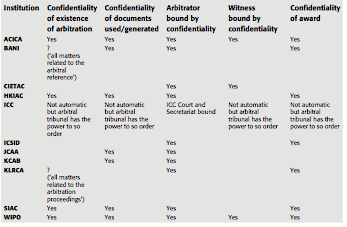 Institution Confidentiality of existence of arbitration Confidentiality of documents used/generated Arbitrator bound by confidentiality Witness bound by confidentiality Confidentiality of award
ACICA Yes Yes Yes Yes Yes
BANI ? ('all matters related to the arbitral reference') Yes Yes Yes
CIETAC Yes Yes
HKIAC Yes Yes Yes Yes
ICC Not automatic but arbitral tribunal has the power to so order Not automatic but arbitral tribunal has the power to so order ICC Court and Secretariat bound Not automatic but arbitral tribunal has the power to so order Not automatic but arbitral tribunal has the power to so order
ICSID Yes Yes
JCAA Yes Yes
KCAB Yes Yes
KLRCA ? ('all matters related to the arbitration proceedings') Yes Yes
SIAC Yes Yes Yes Yes
WIPO Yes Yes Yes Yes Yes